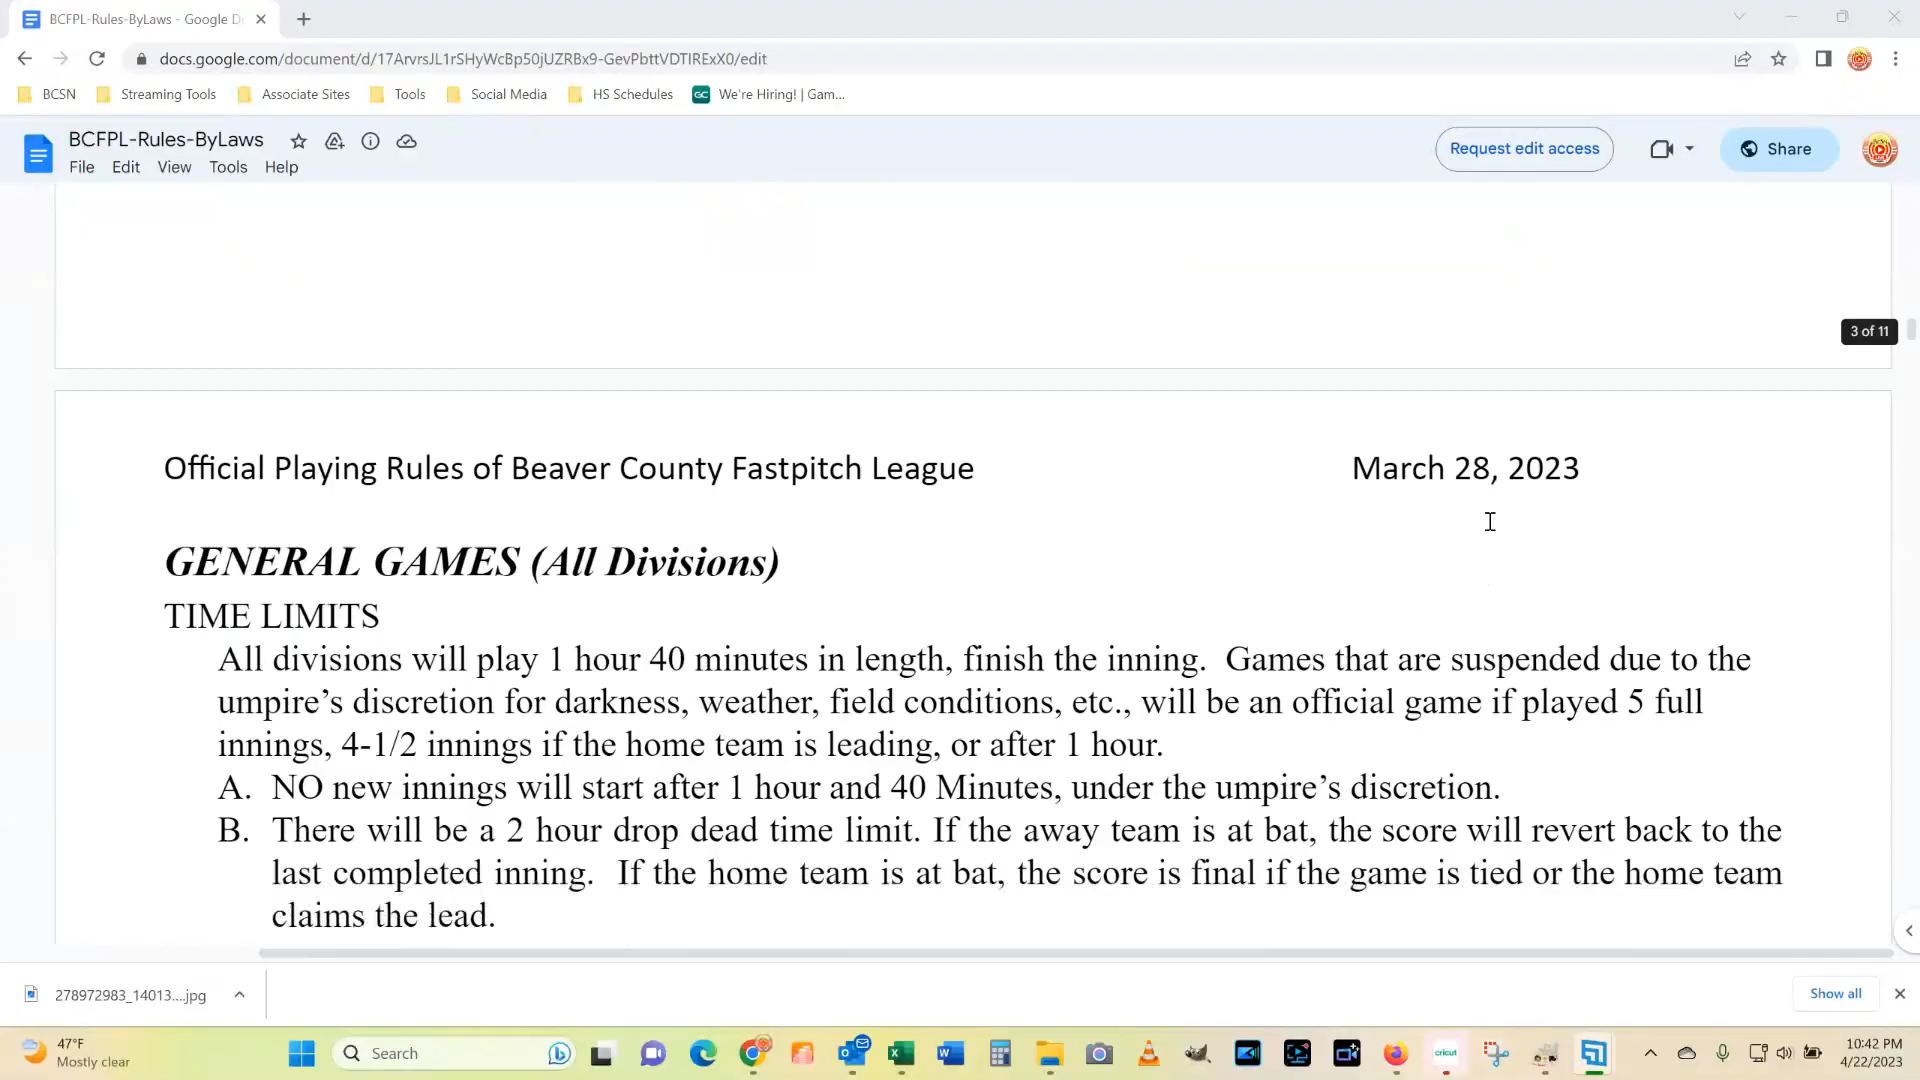 BCFPL-Rules-ByLaws - Google D
docs.google.com/document/d/17ArvrsJL1rSHyWcBp50jUZRBx9-GevPbttVDTIRExX0/edit
BCSN Streaming Tools Associate Sites Tools Social Media HS Schedules GC We're Hiring! | Gam...
BCFPL-Rules-ByLaws
File Edit View Tools Help
Request edit access
Share
3 of 11
Official Playing Rules of Beaver County Fastpitch League March 28, 2023
GENERAL GAMES (All Divisions)
TIME LIMITS
All divisions will play 1 hour 40 minutes in length, finish the inning. Games that are suspended due to the
umpire’s discretion for darkness, weather, field conditions, etc., will be an official game if played 5 full
innings, 4-1/2 innings if the home team is leading, or after 1 hour.
A. NO new innings will start after 1 hour and 40 Minutes, under the umpire’s discretion.
B. There will be a 2 hour drop dead time limit. If the away team is at bat, the score will revert back to the
last completed inning. If the home team is at bat, the score is final if the game is tied or the home team
claims the lead.
278972983_14013....jpg
Show all
47°F
Mostly clear
Search
cricut
10:42 PM
4/22/2023